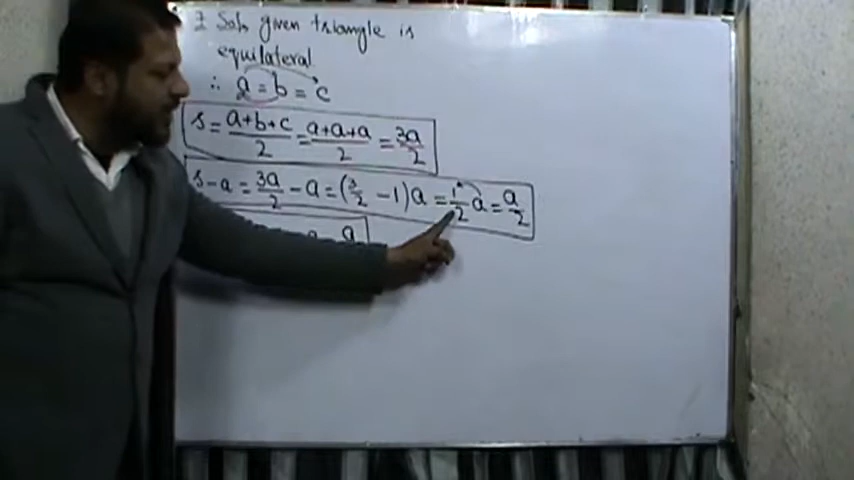 Sol: given triangle is
equilateral
∴ a = b = c
s = a+b+c/2 = a+a+a/2 = 3a/2
s-a = 3a/2 - a = (3/2 - 1)a = 1/2 a = a/2
a a